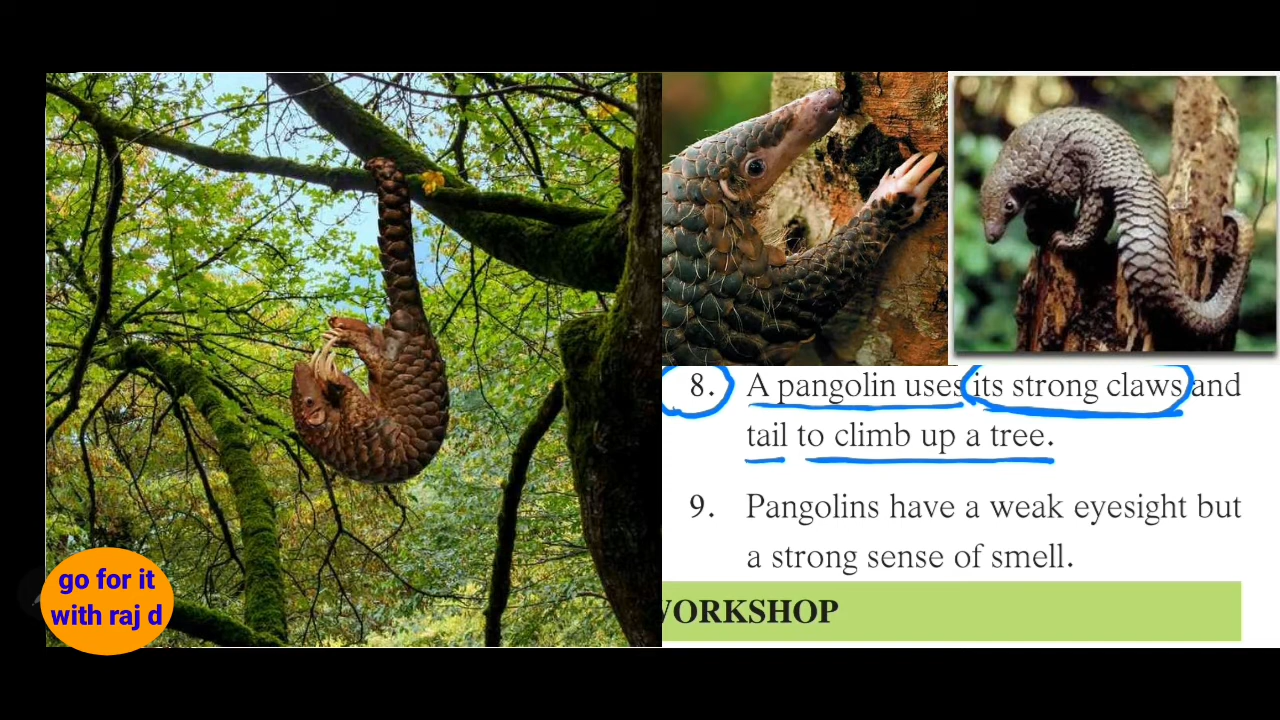 8. A pangolin uses its strong claws and
tail to climb up a tree.
9. Pangolins have a weak eyesight but
a strong sense of smell.
WORKSHOP
go for it
with raj d